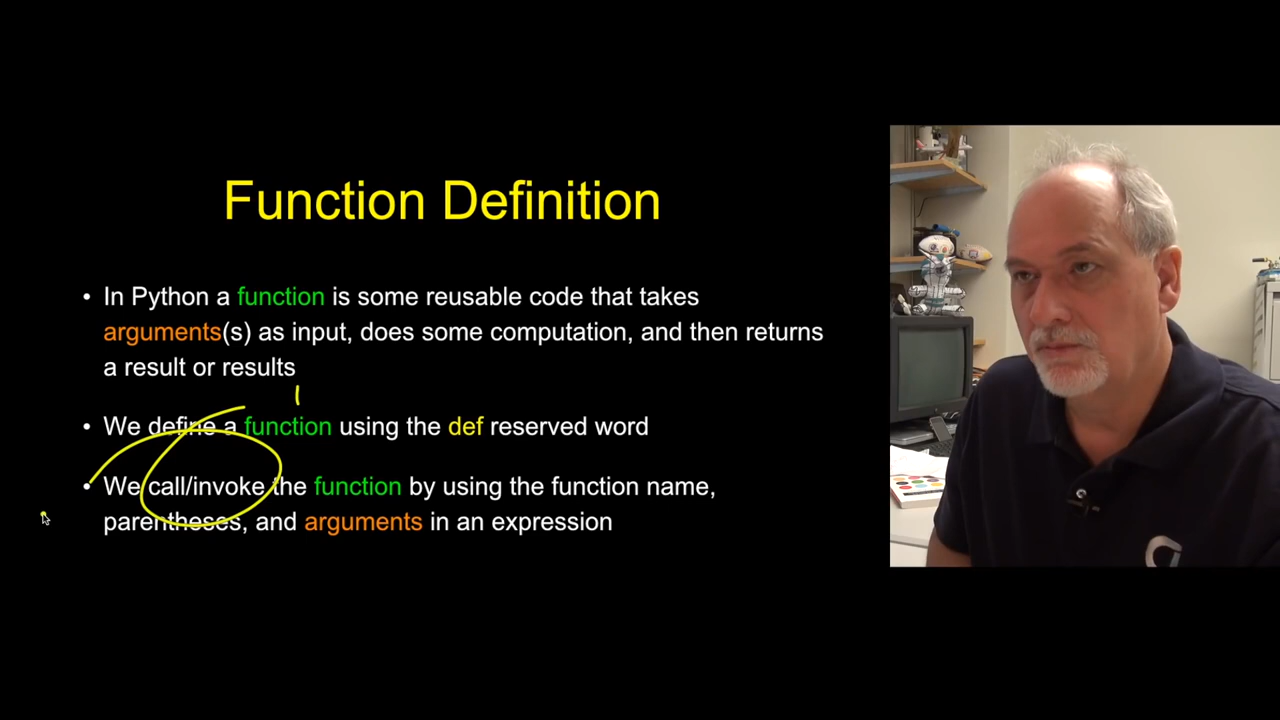 Function Definition
• In Python a function is some reusable code that takes
arguments(s) as input, does some computation, and then returns
a result or results
• We define a function using the def reserved word
• We call/invoke the function by using the function name,
parentheses, and arguments in an expression